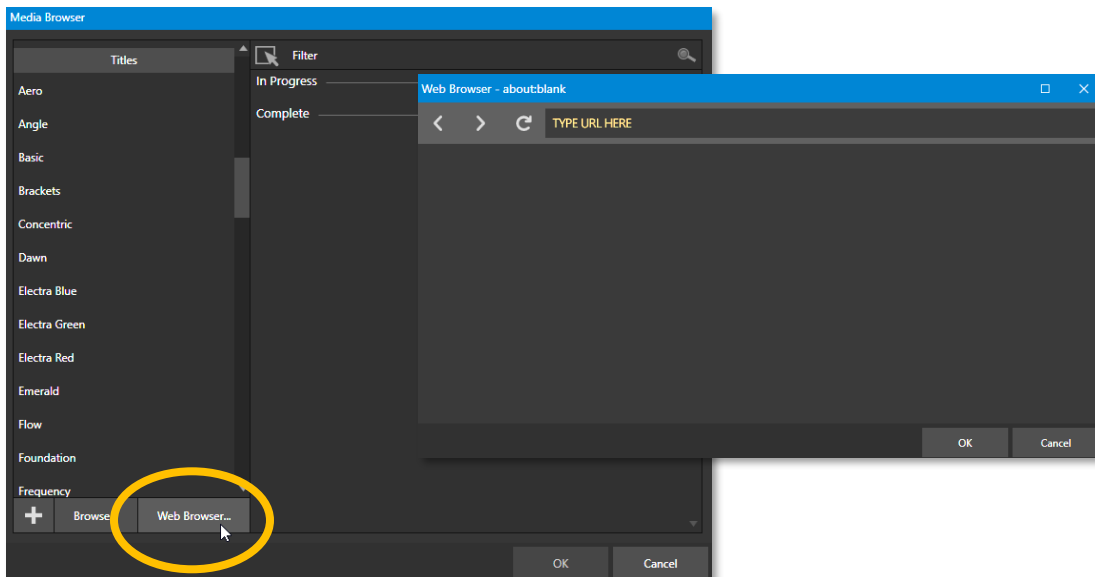 Media Browser
Titles
Aero
Angle
Basic
Brackets
Concentric
Dawn
Electra Blue
Electra Green
Electra Red
Emerald
Flow
Foundation
Frequency
Browse
Web Browser...
Filter
In Progress
Complete
OK
Cancel
Web Browser - about:blank
TYPE URL HERE
OK
Cancel